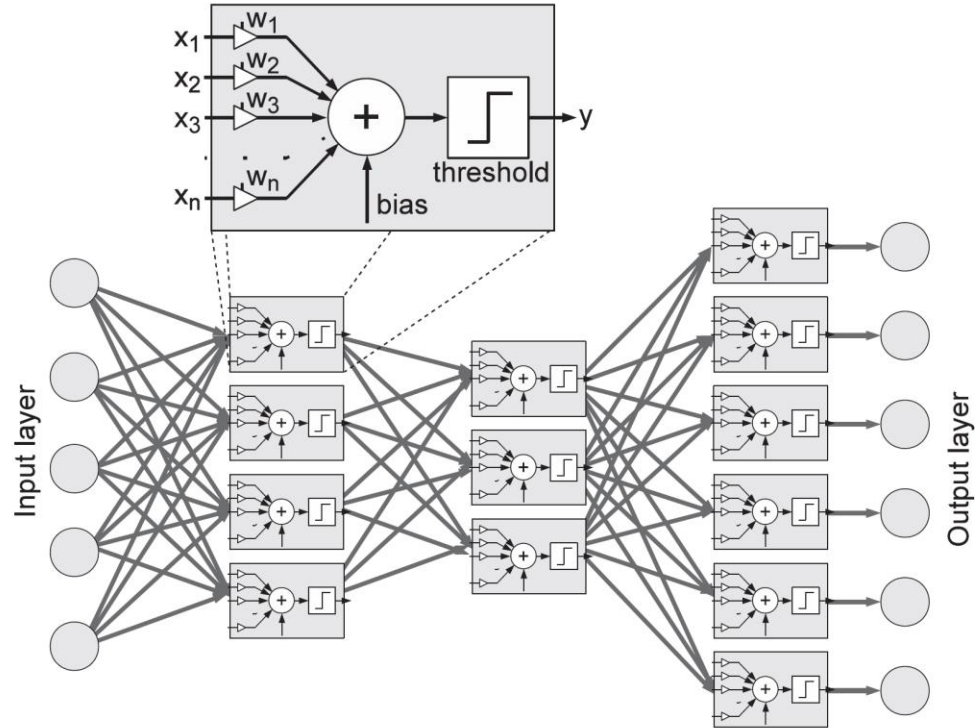 x1 w1
x2 w2
x3 w3
xn wn
+
y
threshold
bias
Input layer
Output layer